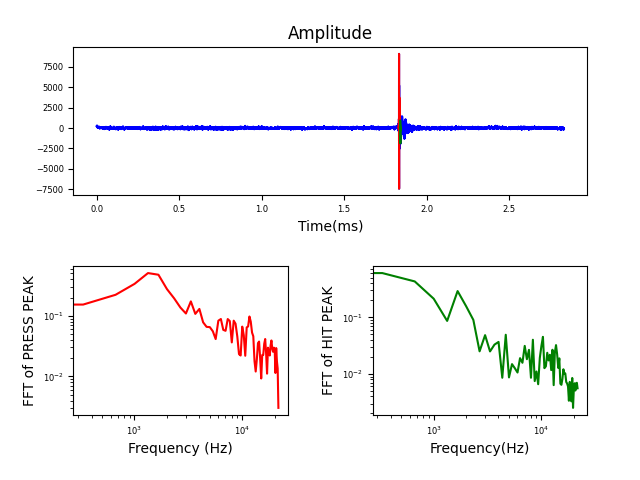 Amplitude
7500
5000
2500
0
−2500
−5000
−7500
0.0 0.5 1.0 1.5 2.0 2.5
Time(ms)
FFT of PRESS PEAK
10⁻¹
10⁻²
10³ 10⁴
Frequency (Hz)
FFT of HIT PEAK
10⁻¹
10⁻²
10³ 10⁴
Frequency(Hz)